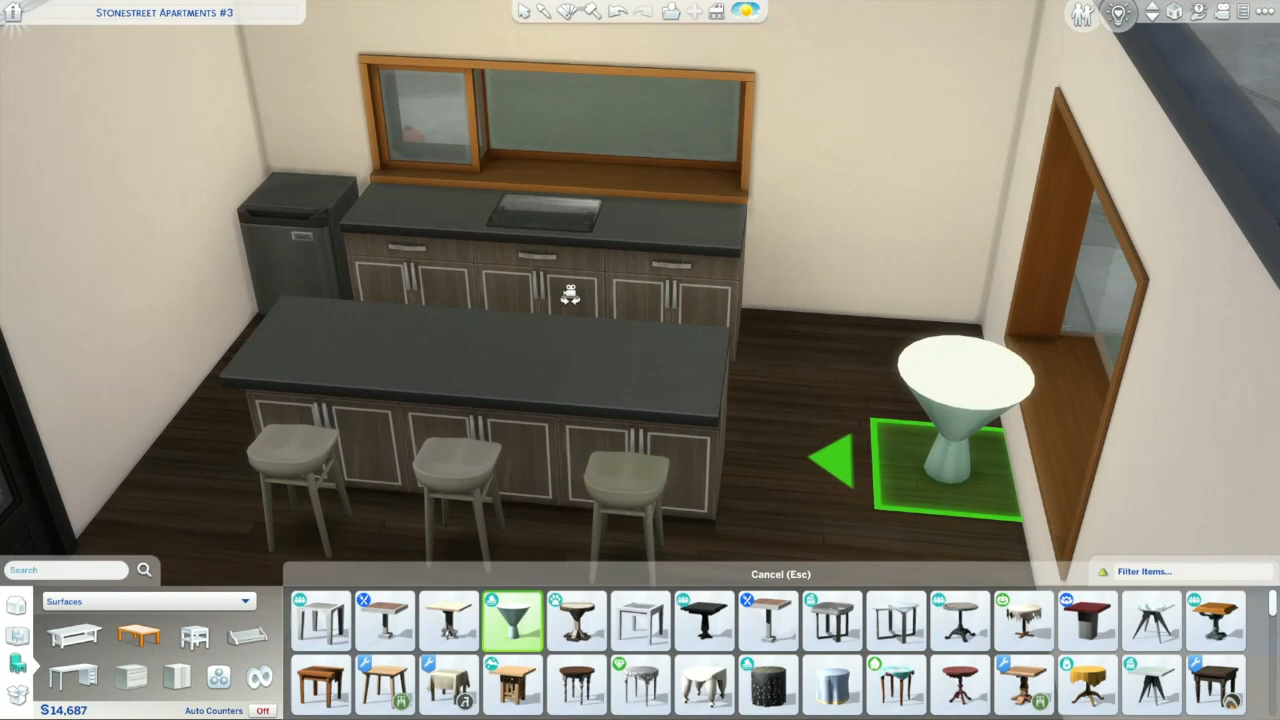 STONESTREET APARTMENTS #3
Cancel (Esc)
Search
Filter Items...
Surfaces
§14,687
Auto Counters
Off